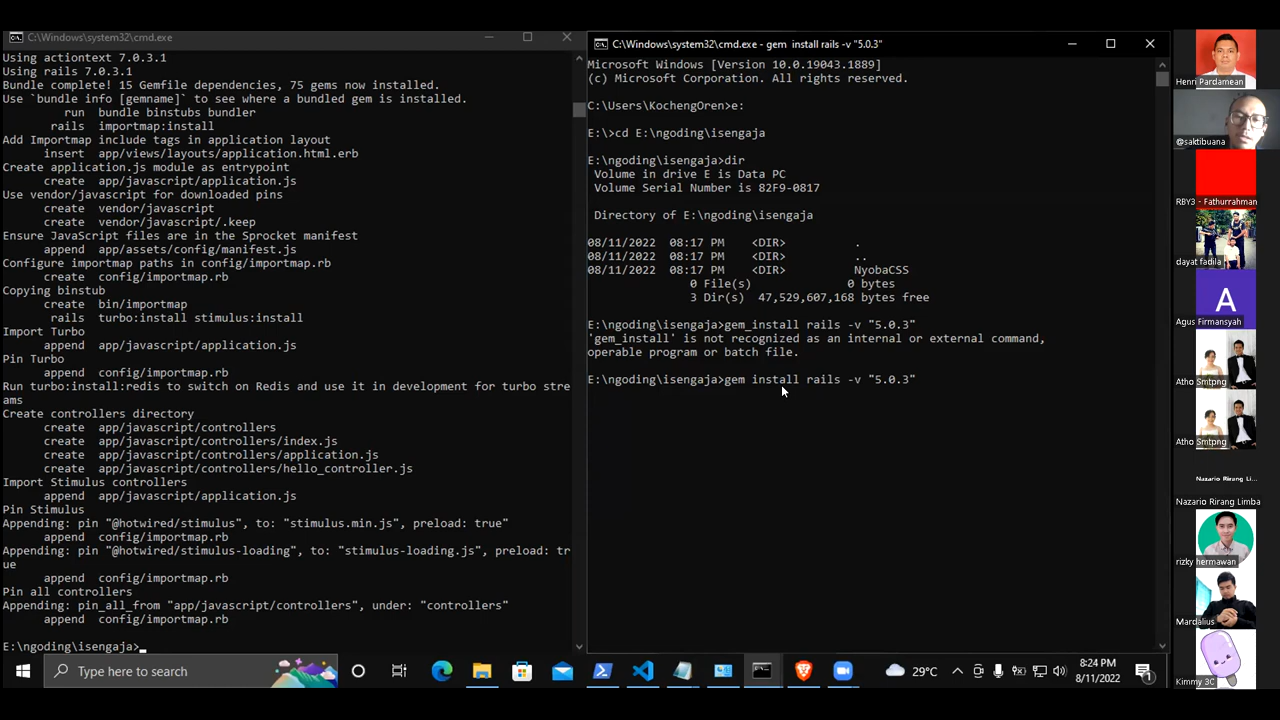 C:\Windows\system32\cmd.exe
Using actiontext 7.0.3.1
Using rails 7.0.3.1
Bundle complete! 15 Gemfile dependencies, 75 gems now installed.
Use `bundle info [gemname]` to see where a bundled gem is installed.
run bundle binstubs bundler
rails importmap:install
Add Importmap include tags in application layout
insert app/views/layouts/application.html.erb
Create application.js module as entrypoint
create app/javascript/application.js
Use vendor/javascript for downloaded pins
create vendor/javascript
create vendor/javascript/.keep
Ensure JavaScript files are in the Sprocket manifest
append app/assets/config/manifest.js
Configure importmap paths in config/importmap.rb
create config/importmap.rb
Copying binstub
create bin/importmap
rails turbo:install stimulus:install
Import Turbo
append app/javascript/application.js
Pin Turbo
append config/importmap.rb
Run turbo:install:redis to switch on Redis and use it in development for turbo stre
ams
Create controllers directory
create app/javascript/controllers
create app/javascript/controllers/index.js
create app/javascript/controllers/application.js
create app/javascript/controllers/hello_controller.js
Import Stimulus controllers
append app/javascript/application.js
Pin Stimulus
Appending: pin "@hotwired/stimulus", to: "stimulus.min.js", preload: true"
append config/importmap.rb
Appending: pin "@hotwired/stimulus-loading", to: "stimulus-loading.js", preload: tr
ue
append config/importmap.rb
Pin all controllers
Appending: pin_all_from "app/javascript/controllers", under: "controllers"
append config/importmap.rb
E:\ngoding\isengaja>
C:\Windows\system32\cmd.exe - gem install rails -v "5.0.3"
Microsoft Windows [Version 10.0.19043.1889]
(c) Microsoft Corporation. All rights reserved.
C:\Users\KochengOren>e:
E:\>cd E:\ngoding\isengaja
E:\ngoding\isengaja>dir
Volume in drive E is Data PC
Volume Serial Number is 82F9-0817
Directory of E:\ngoding\isengaja
08/11/2022 08:17 PM <DIR> .
08/11/2022 08:17 PM <DIR> ..
08/11/2022 08:17 PM <DIR> NyobaCSS
0 File(s) 0 bytes
3 Dir(s) 47,529,607,168 bytes free
E:\ngoding\isengaja>gem_install rails -v "5.0.3"
'gem_install' is not recognized as an internal or external command,
operable program or batch file.
E:\ngoding\isengaja>gem install rails -v "5.0.3"
Henri Pardamean
@saktibuana
RBY3 - Fathurrahman
dayat fadila
A
Agus Firmansyah
Atho Smtpng
Atho Smtpng
Nazario Rirang Li...
Nazario Rirang Limba
rizky hermawan
Mardalius
Kimmy 3C
Type here to search
29°C
8:24 PM
8/11/2022
1